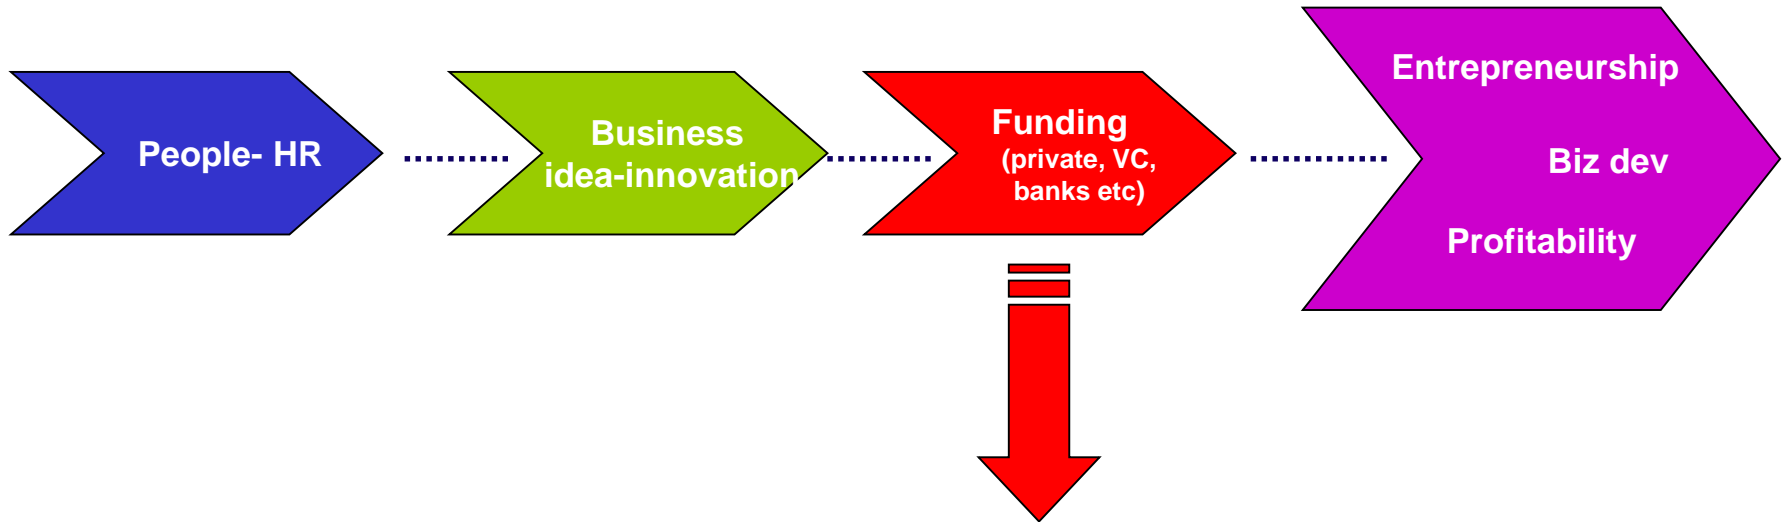 People- HR
Business
idea-innovation
Funding
(private, VC,
banks etc)
Entrepreneurship
Biz dev
Profitability